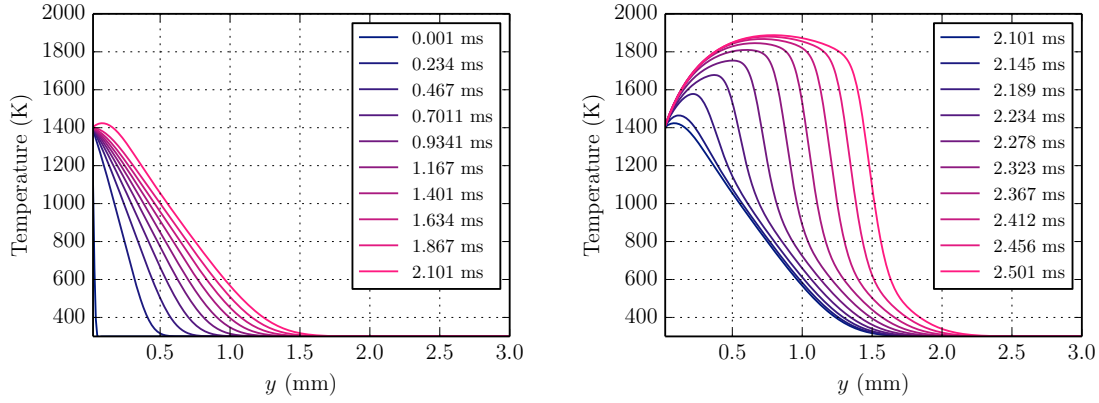 2000
1800
1600
1400
1200
1000
800
600
400
Temperature (K)
0.5 1.0 1.5 2.0 2.5 3.0
y (mm)
0.001 ms
0.234 ms
0.467 ms
0.7011 ms
0.9341 ms
1.167 ms
1.401 ms
1.634 ms
1.867 ms
2.101 ms
2000
1800
1600
1400
1200
1000
800
600
400
Temperature (K)
0.5 1.0 1.5 2.0 2.5 3.0
y (mm)
2.101 ms
2.145 ms
2.189 ms
2.234 ms
2.278 ms
2.323 ms
2.367 ms
2.412 ms
2.456 ms
2.501 ms